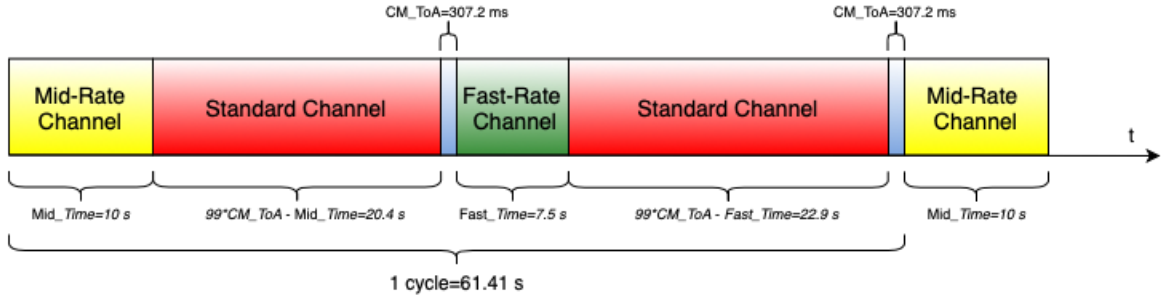 CM_ToA=307.2 ms
CM_ToA=307.2 ms
Mid-Rate
Channel
Standard Channel
Fast-Rate
Channel
Standard Channel
Mid-Rate
Channel
t
Mid_Time=10 s
99*CM_ToA - Mid_Time=20.4 s
Fast_Time=7.5 s
99*CM_ToA - Fast_Time=22.9 s
Mid_Time=10 s
1 cycle=61.41 s